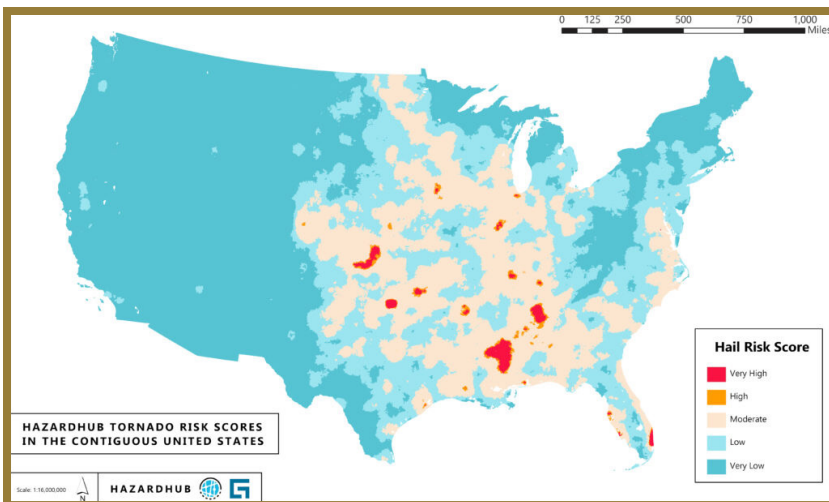 0 125 250 500 750 1,000
Miles
Hail Risk Score
Very High
High
Moderate
Low
Very Low
HAZARDHUB TORNADO RISK SCORES
IN THE CONTIGUOUS UNITED STATES
Scale: 1:16,000,000
N
HAZARDHUB